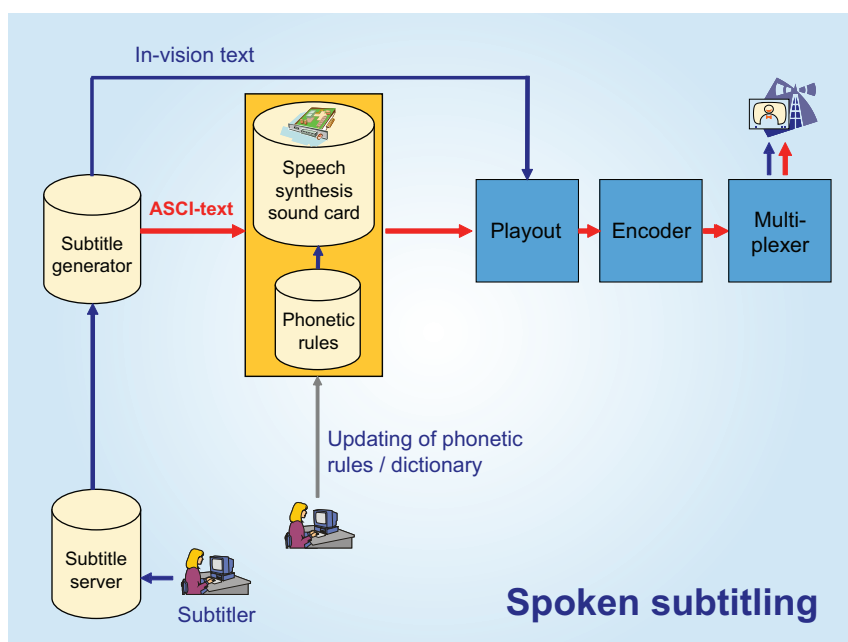 In-vision text
Speech
synthesis
sound card
ASCI-text
Subtitle
generator
Playout
Encoder
Multi-
plexer
Phonetic
rules
Updating of phonetic
rules / dictionary
Subtitle
server
Subtitler
Spoken subtitling